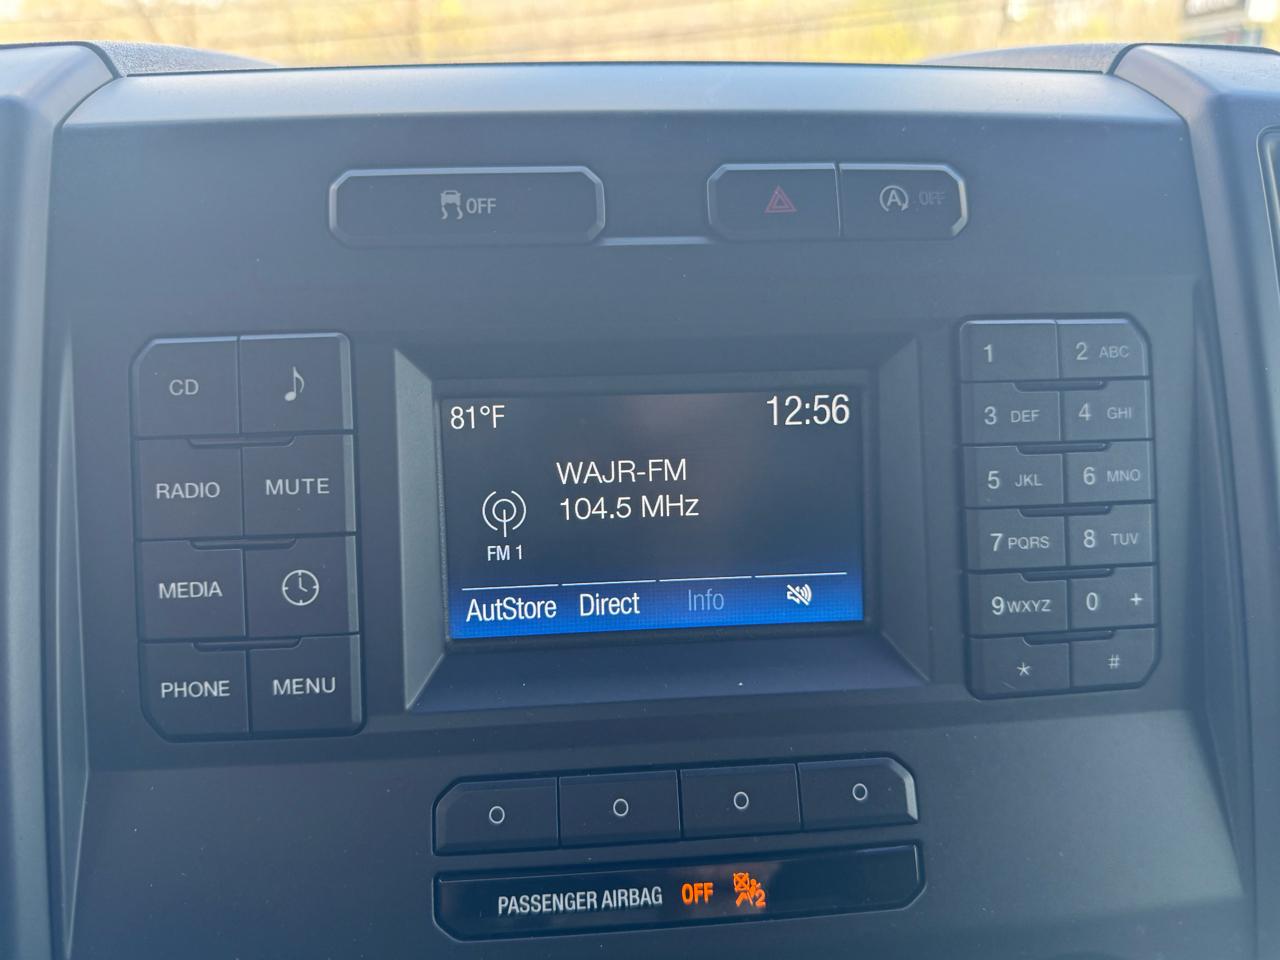 OFF
A OFF
CD
RADIO MUTE
MEDIA
PHONE MENU
81°F 12:56
WAJR-FM
104.5 MHz
FM 1
AutStore Direct Info
1 2 ABC
3 DEF 4 GHI
5 JKL 6 MNO
7 PQRS 8 TUV
9 WXYZ 0 +
* #
PASSENGER AIRBAG OFF 2